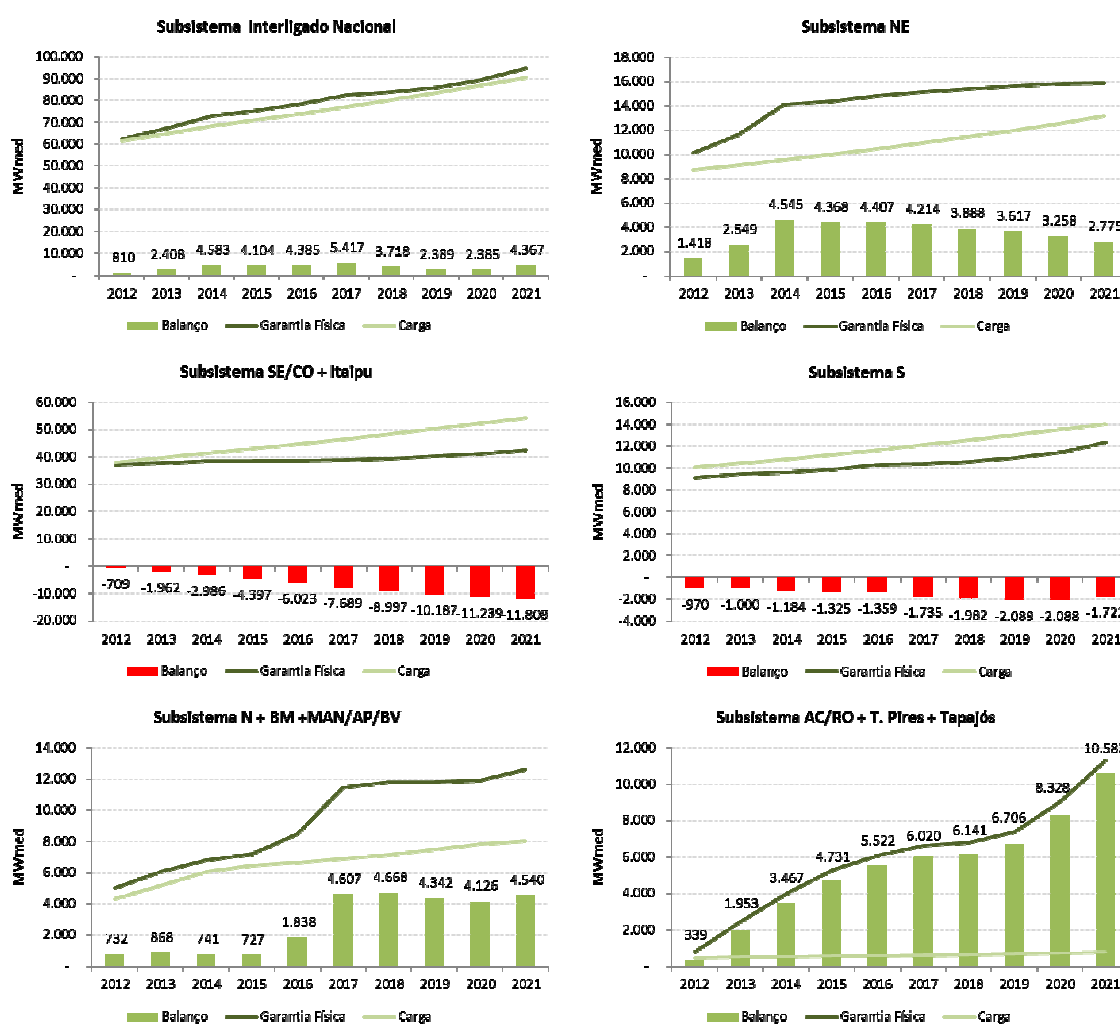 Subsistema Interligado Nacional
100.000
90.000
80.000
70.000
60.000
50.000
40.000
30.000
20.000
10.000
-
MWmed
810 2.408 4.583 4.104 4.385 5.417 3.718 2.389 2.385 4.367
2012 2013 2014 2015 2016 2017 2018 2019 2020 2021
Balanço Garantia Física Carga
Subsistema NE
18.000
16.000
14.000
12.000
10.000
8.000
6.000
4.000
2.000
-
MWmed
1.418 2.549 4.545 4.368 4.407 4.214 3.888 3.617 3.258 2.775
2012 2013 2014 2015 2016 2017 2018 2019 2020 2021
Balanço Garantia Física Carga
Subsistema SE/CO + Itaipu
60.000
50.000
40.000
30.000
20.000
10.000
-
-10.000
-20.000
MWmed
-709 -1.962 -2.986 -4.397 -6.023 -7.689 -8.997 -10.187 -11.239 -11.809
2012 2013 2014 2015 2016 2017 2018 2019 2020 2021
Balanço Garantia Física Carga
Subsistema S
16.000
14.000
12.000
10.000
8.000
6.000
4.000
2.000
-
-2.000
-4.000
MWmed
-970 -1.000 -1.184 -1.325 -1.359 -1.735 -1.982 -2.089 -2.088 -1.722
2012 2013 2014 2015 2016 2017 2018 2019 2020 2021
Balanço Garantia Física Carga
Subsistema N + BM +MAN/AP/BV
14.000
12.000
10.000
8.000
6.000
4.000
2.000
-
MWmed
732 868 741 727 1.838 4.607 4.668 4.342 4.126 4.540
2012 2013 2014 2015 2016 2017 2018 2019 2020 2021
Balanço Garantia Física Carga
Subsistema AC/RO + T. Pires + Tapajós
12.000
10.000
8.000
6.000
4.000
2.000
-
MWmed
339 1.953 3.467 4.731 5.522 6.020 6.141 6.706 8.328
2012 2013 2014 2015 2016 2017 2018 2019 2020 2021
Balanço Garantia Física Carga